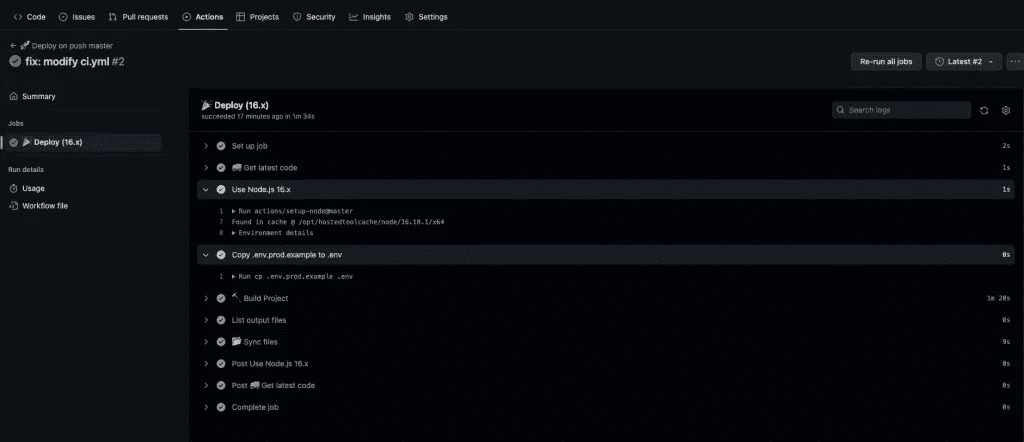 Code Issues Pull requests Actions Projects Security Insights Settings
Deploy on push master
fix: modify ci.yml #2
Re-run all jobs Latest #2
Summary
Jobs
Deploy (16.x)
Run details
Usage
Workflow file
Deploy (16.x)
succeeded 17 minutes ago in 1m 34s
Search logs
Set up job 2s
Get latest code 1s
Use Node.js 16.x 1s
1 Run actions/setup-node@master
7 Found in cache @ /opt/hostedtoolcache/node/16.18.1/x64
8 Environment details
Copy .env.prod.example to .env 0s
1 Run cp .env.prod.example .env
Build Project 1m 20s
List output files 0s
Sync files 9s
Post Use Node.js 16.x 0s
Post Get latest code 0s
Complete job 0s